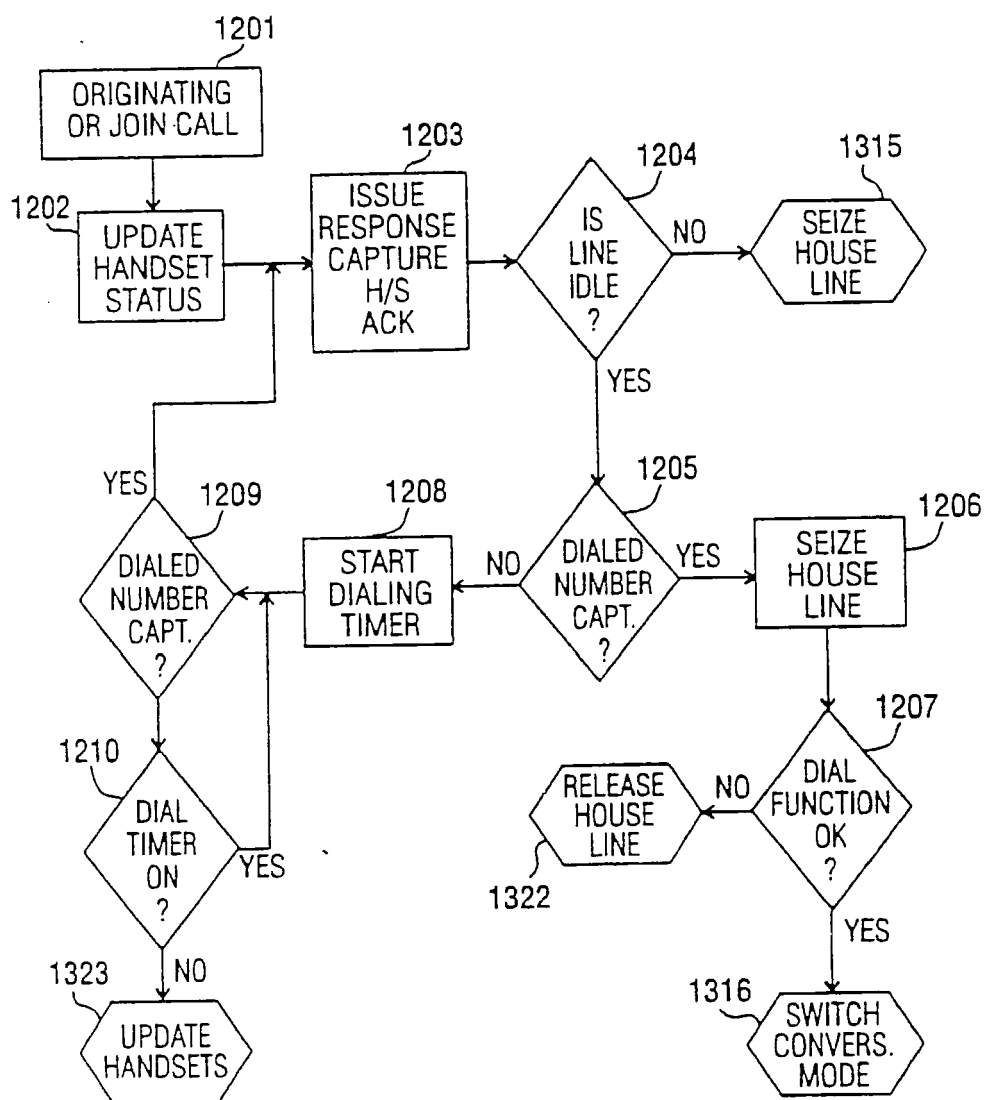 1201
ORIGINATING
OR JOIN CALL
1202
UPDATE
HANDSET
STATUS
1203
ISSUE
RESPONSE
CAPTURE
H/S
ACK
1204
IS
LINE
IDLE
?
NO
1315
SEIZE
HOUSE
LINE
YES
1205
DIALED
NUMBER
CAPT.
?
YES
1206
SEIZE
HOUSE
LINE
NO
1208
START
DIALING
TIMER
YES
1209
DIALED
NUMBER
CAPT.
?
1210
DIAL
TIMER
ON
?
YES
NO
1323
UPDATE
HANDSETS
1207
DIAL
FUNCTION
OK
?
NO
RELEASE
HOUSE
LINE
1322
YES
1316
SWITCH
CONVERS.
MODE